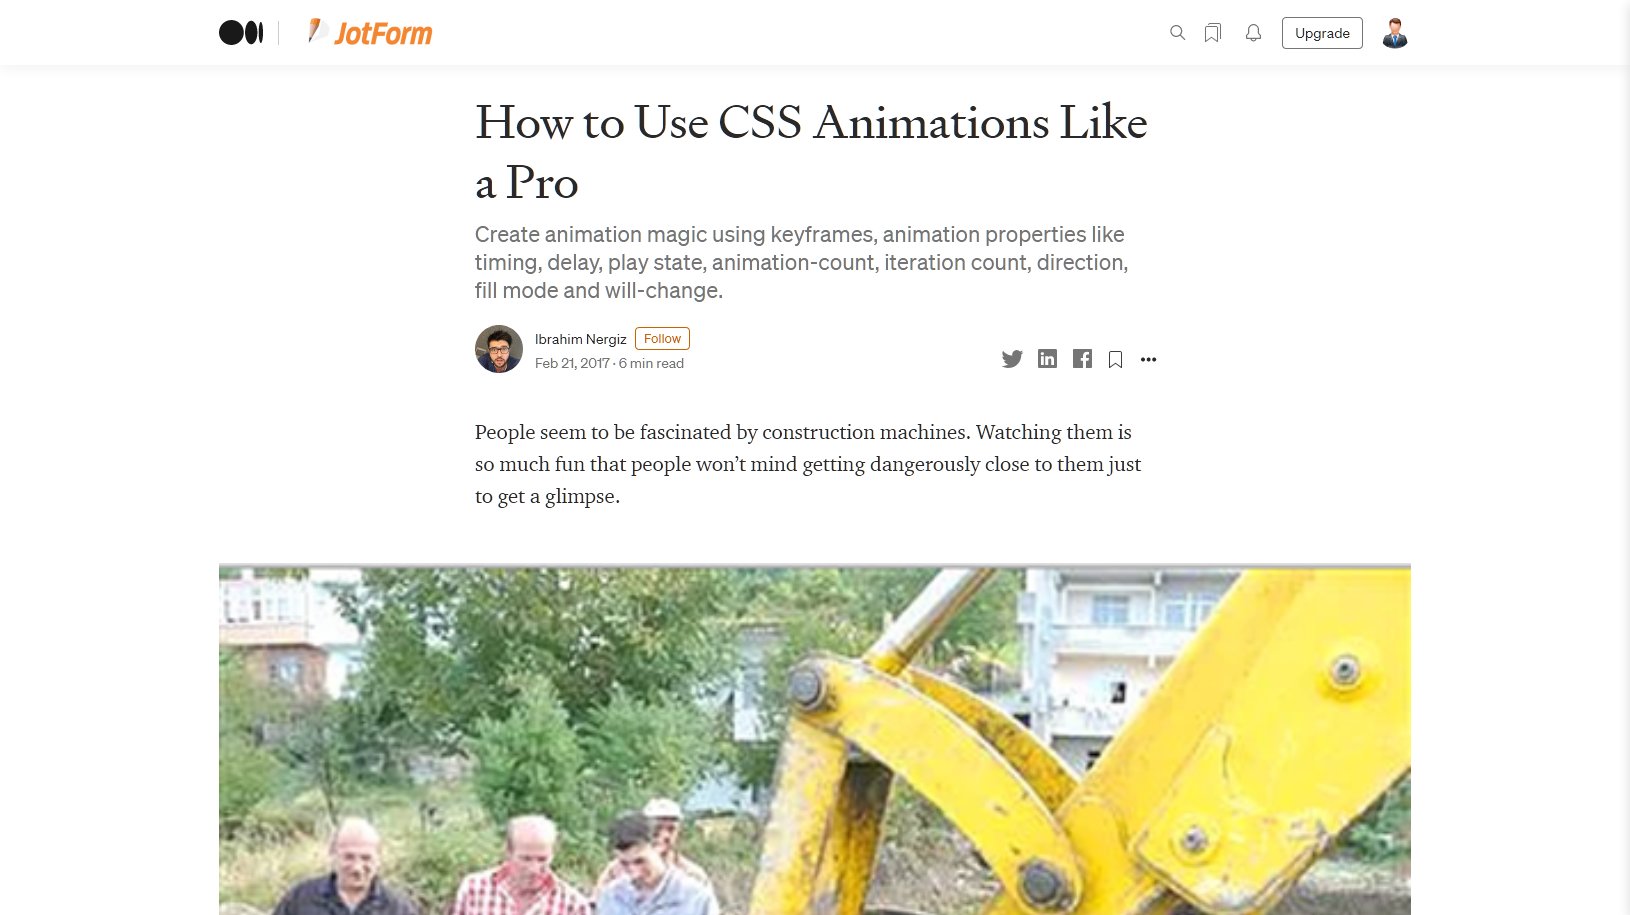 JotForm
Upgrade
How to Use CSS Animations Like
a Pro
Create animation magic using keyframes, animation properties like
timing, delay, play state, animation-count, iteration count, direction,
fill mode and will-change.
Ibrahim Nergiz Follow
Feb 21, 2017 · 6 min read
People seem to be fascinated by construction machines. Watching them is
so much fun that people won’t mind getting dangerously close to them just
to get a glimpse.